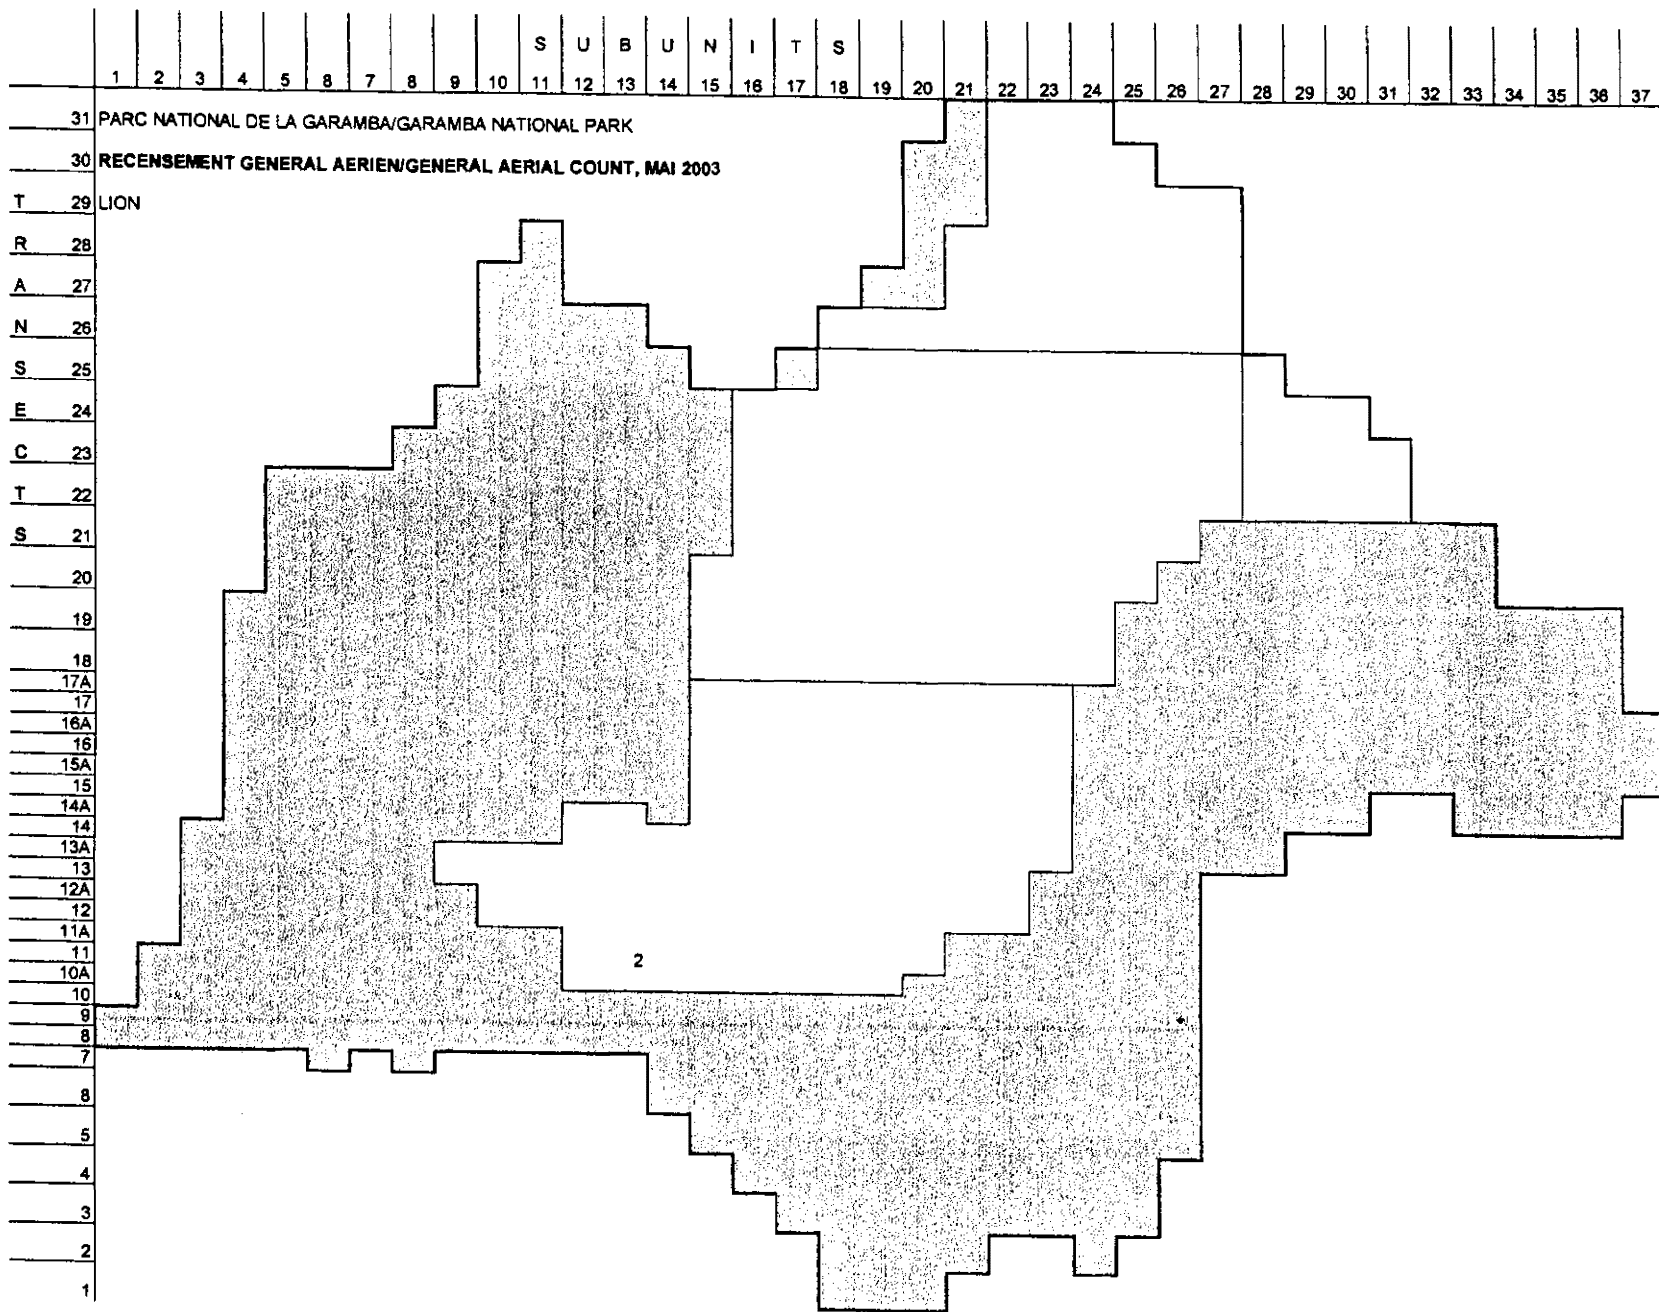 S U B U N I T S
1 2 3 4 5 6 7 8 9 10 11 12 13 14 15 16 17 18 19 20 21 22 23 24 25 26 27 28 29 30 31 32 33 34 35 36 37
31 PARC NATIONAL DE LA GARAMBA/GARAMBA NATIONAL PARK
30 RECENSEMENT GENERAL AERIEN/GENERAL AERIAL COUNT, MAI 2003
T 29 LION
R 28
A 27
N 26
S 25
E 24
C 23
T 22
S 21
20
19
18
17A
17
16A
16
15A
15
14A
14
13A
13
12A
12
11A
11 2
10A
10
9
8
7
6
5
4
3
2
1